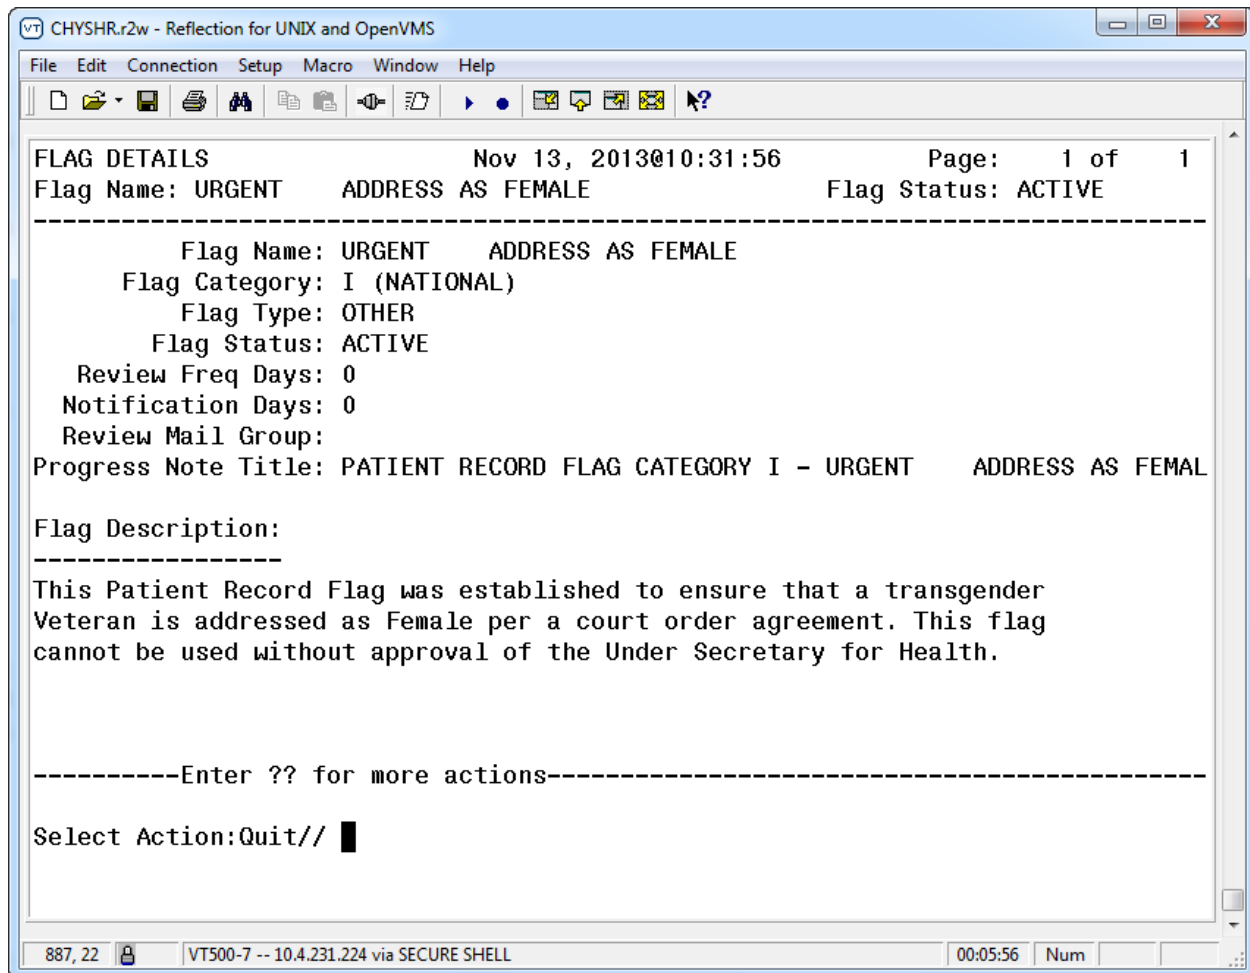 CHYSHR.r2w - Reflection for UNIX and OpenVMS
File Edit Connection Setup Macro Window Help
FLAG DETAILS Nov 13, 2013@10:31:56 Page: 1 of 1
Flag Name: URGENT ADDRESS AS FEMALE Flag Status: ACTIVE
--------------------------------------------------------------------------------
Flag Name: URGENT ADDRESS AS FEMALE
Flag Category: I (NATIONAL)
Flag Type: OTHER
Flag Status: ACTIVE
Review Freq Days: 0
Notification Days: 0
Review Mail Group:
Progress Note Title: PATIENT RECORD FLAG CATEGORY I - URGENT ADDRESS AS FEMAL
Flag Description:
-----------------
This Patient Record Flag was established to ensure that a transgender
Veteran is addressed as Female per a court order agreement. This flag
cannot be used without approval of the Under Secretary for Health.
----------Enter ?? for more actions---------------------------------------------
Select Action:Quit//
887, 22 VT500-7 -- 10.4.231.224 via SECURE SHELL 00:05:56 Num